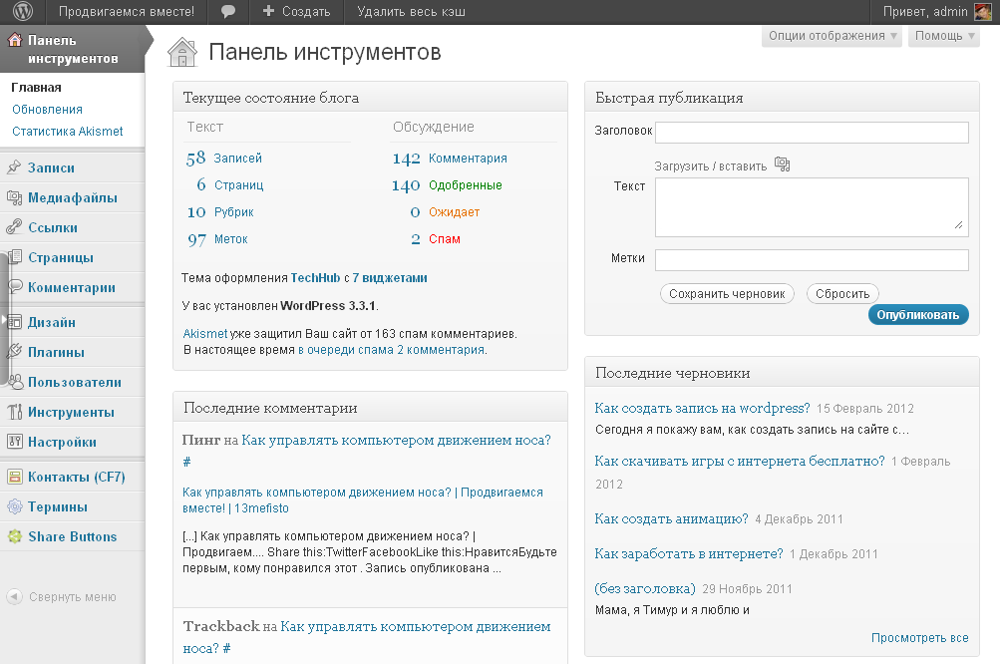 Продвигаемся вместе!
Создать
Удалить весь кэш
Привет, admin
Панель инструментов
Главная
Обновления
Статистика Akismet
Записи
Медиафайлы
Ссылки
Страницы
Комментарии
Дизайн
Плагины
Пользователи
Инструменты
Настройки
Контакты (CF7)
Термины
Share Buttons
Свернуть меню
Опции отображения
Помощь
Панель инструментов
Текущее состояние блога
Текст
Обсуждение
58 Записей
142 Комментария
6 Страниц
140 Одобренные
10 Рубрик
0 Ожидает
97 Меток
2 Спам
Тема оформления TechHub с 7 виджетами
У вас установлен WordPress 3.3.1.
Akismet уже защитил Ваш сайт от 163 спам комментариев.
В настоящее время в очереди спама 2 комментария.
Последние комментарии
Пинг на Как управлять компьютером движением носа?
#
Как управлять компьютером движением носа? | Продвигаемся
вместе! | 13mefisto
[...] Как управлять компьютером движением носа? |
Продвигаем.... Share this:TwitterFacebookLike this:НравитсяБудьте
первым, кому понравился этот . Запись опубликована ...
Trackback на Как управлять компьютером движением
носа? #
Быстрая публикация
Заголовок
Загрузить / вставить
Текст
Метки
Сохранить черновик
Сбросить
Опубликовать
Последние черновики
Как создать запись на wordpress? 15 Февраль 2012
Сегодня я покажу вам, как создать запись на сайте с…
Как скачивать игры с интернета бесплатно? 1 Февраль
2012
Как создать анимацию? 4 Декабрь 2011
Как заработать в интернете? 1 Декабрь 2011
(без заголовка) 29 Ноябрь 2011
Мама, я Тимур и я люблю и
Просмотреть все